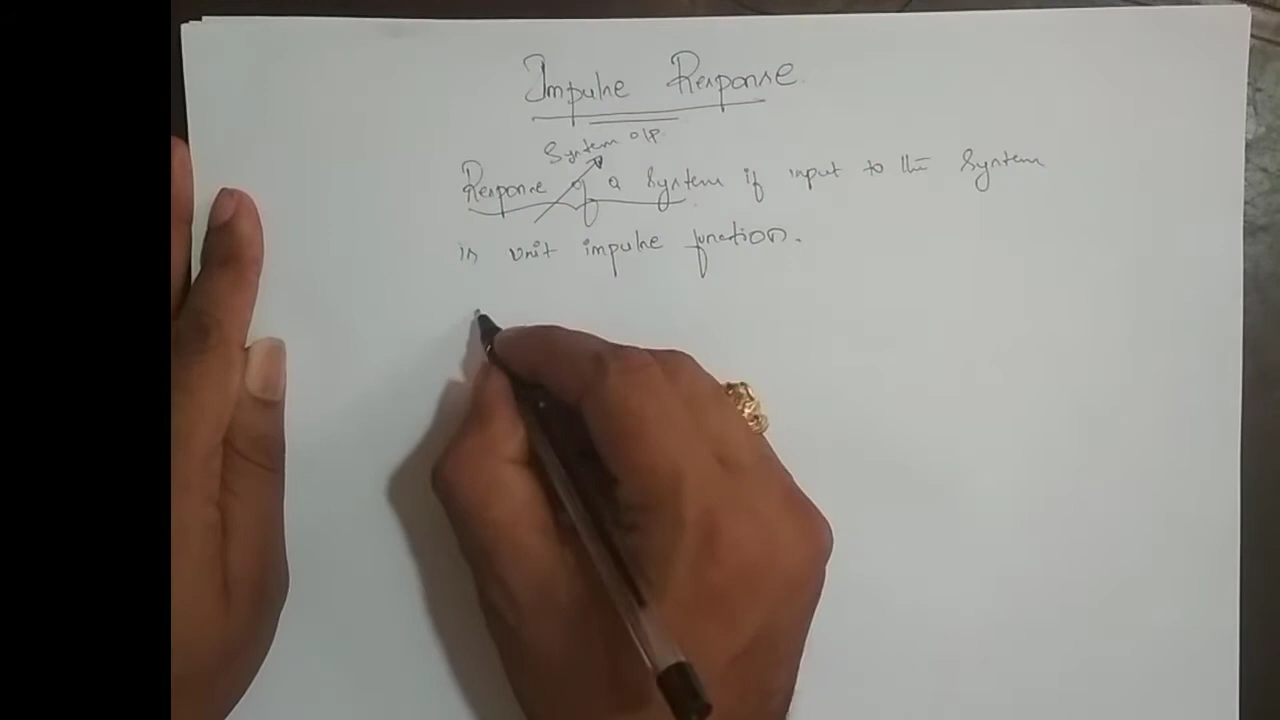 Impulse Response
System O/P
Response of a System if input to the System
is unit impulse function.